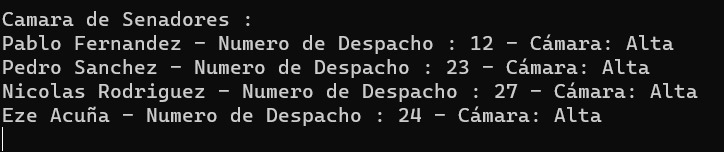 Camara de Senadores :
Pablo Fernandez - Numero de Despacho : 12 - Cámara: Alta
Pedro Sanchez - Numero de Despacho : 23 - Cámara: Alta
Nicolas Rodriguez - Numero de Despacho : 27 - Cámara: Alta
Eze Acuña - Numero de Despacho : 24 - Cámara: Alta